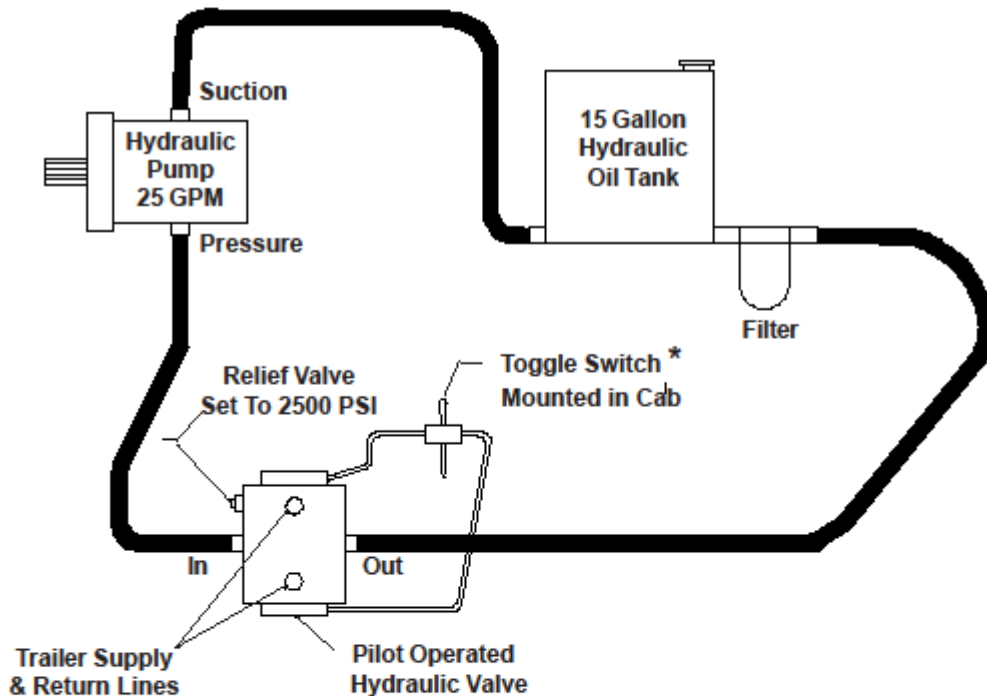 Suction
Hydraulic
Pump
25 GPM
Pressure
15 Gallon
Hydraulic
Oil Tank
Filter
Toggle Switch *
Mounted in Cab
Relief Valve
Set To 2500 PSI
In
Out
Trailer Supply
& Return Lines
Pilot Operated
Hydraulic Valve